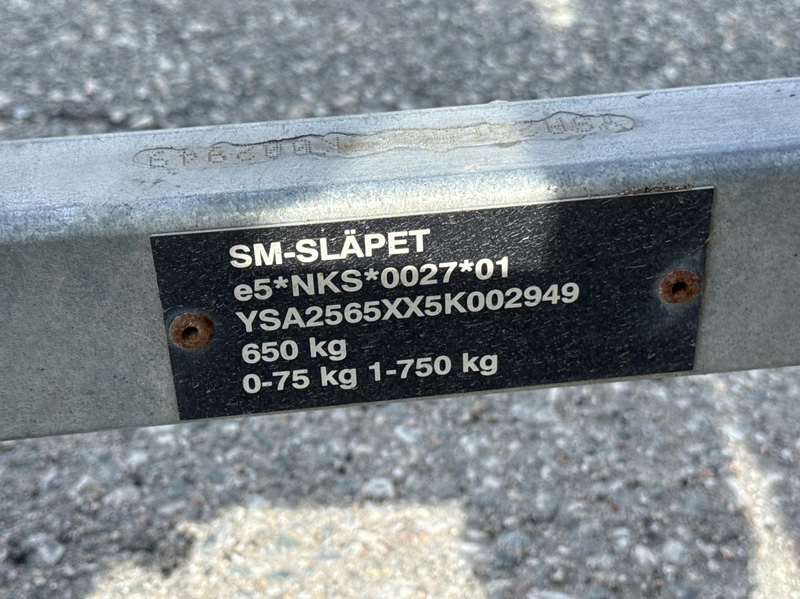 SM-SLÄPET
e5*NKS*0027*01
YSA2565XX5K002949
650 kg
0-75 kg 1-750 kg